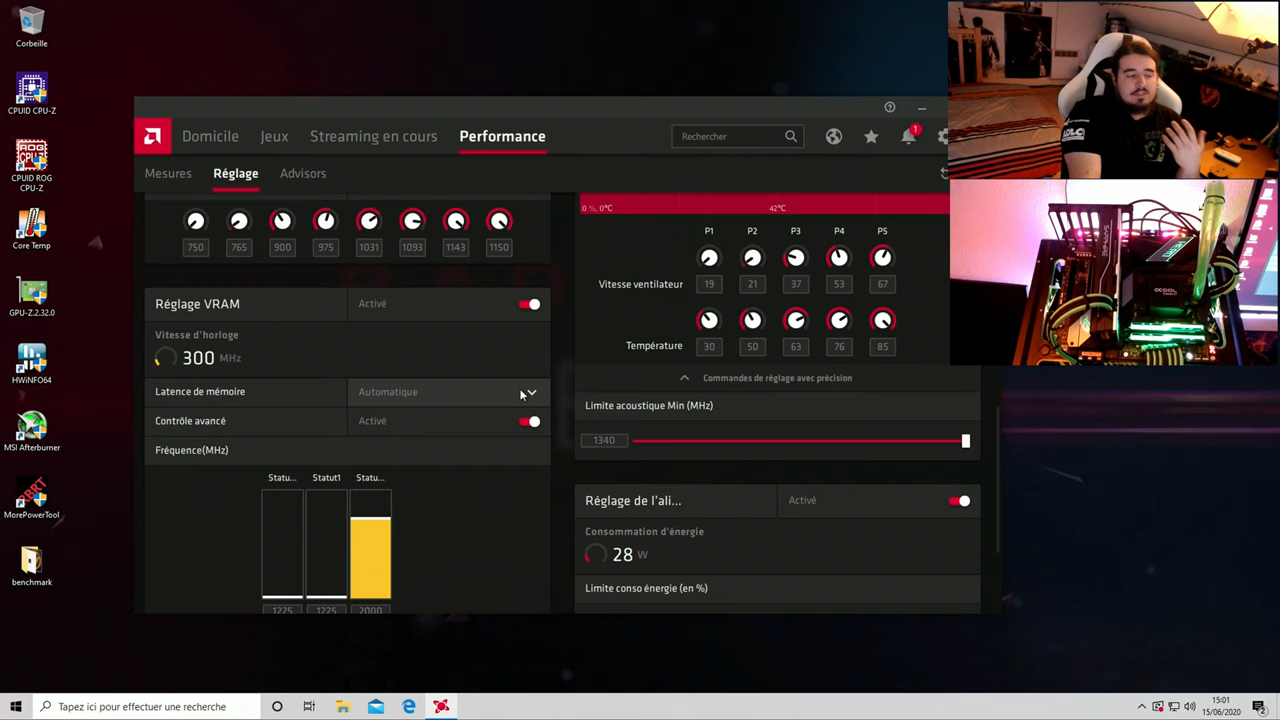 Corbeille
CPUID CPU-Z
ROG
CPU
CPUID ROG
CPU-Z
Core Temp
GPU-Z.2.32.0
HWiNFO64
MSI Afterburner
RBRT
MorePowerTool
benchmark
Domicile Jeux Streaming en cours Performance
Rechercher
1
Mesures Réglage Advisors
750 765 900 975 1031 1093 1143 1150
Réglage VRAM Activé
Vitesse d'horloge
300 MHz
Latence de mémoire Automatique
Contrôle avancé Activé
Fréquence(MHz)
Statu... Statut1 Statu...
1225 1225 2000
0 %, 0°C 42°C
P1 P2 P3 P4 P5
Vitesse ventilateur 19 21 37 53 67
Température 30 50 63 76 85
Commandes de réglage avec précision
Limite acoustique Min (MHz)
1340
Réglage de l'ali... Activé
Consommation d'énergie
28 W
Limite conso énergie (en %)
Tapez ici pour effectuer une recherche
15:01
15/06/2020
2